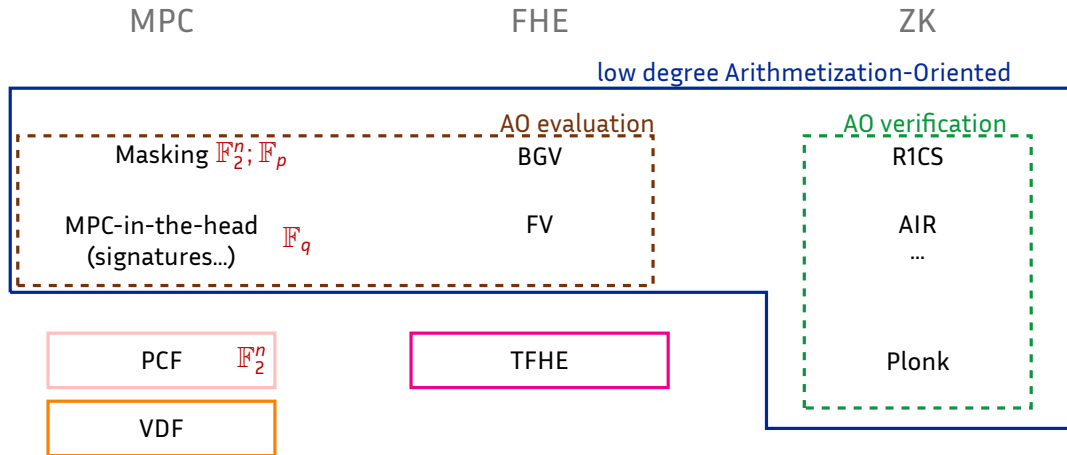 MPC FHE ZK
low degree Arithmetization-Oriented
AO evaluation AO verification
Masking 𝔽₂ⁿ; 𝔽ₚ BGV R1CS
MPC-in-the-head 𝔽_q FV AIR
(signatures...) ...
PCF 𝔽₂ⁿ TFHE Plonk
VDF